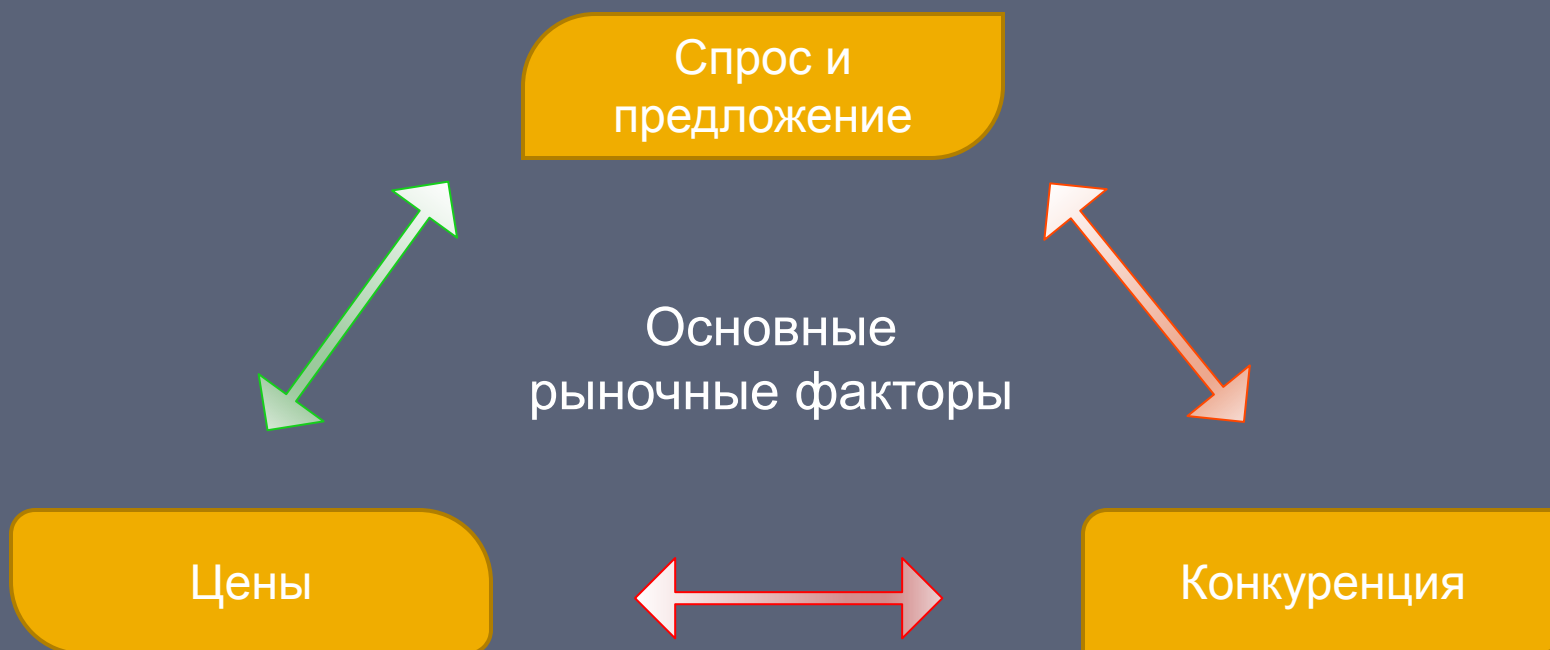 Спрос и
предложение
Основные
рыночные факторы
Цены
Конкуренция